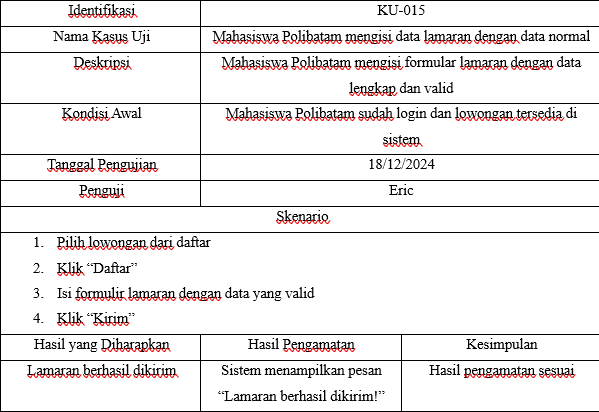 Identifikasi KU-015
Nama Kasus Uji Mahasiswa Polibatam mengisi data lamaran dengan data normal
Deskripsi Mahasiswa Polibatam mengisi formular lamaran dengan data
lengkap dan valid
Kondisi Awal Mahasiswa Polibatam sudah login dan lowongan tersedia di
sistem
Tanggal Pengujian 18/12/2024
Penguji Eric
Skenario
1. Pilih lowongan dari daftar
2. Klik “Daftar”
3. Isi formulir lamaran dengan data yang valid
4. Klik “Kirim”
Hasil yang Diharapkan Hasil Pengamatan Kesimpulan
Lamaran berhasil dikirim Sistem menampilkan pesan Hasil pengamatan sesuai
“Lamaran berhasil dikirim!”